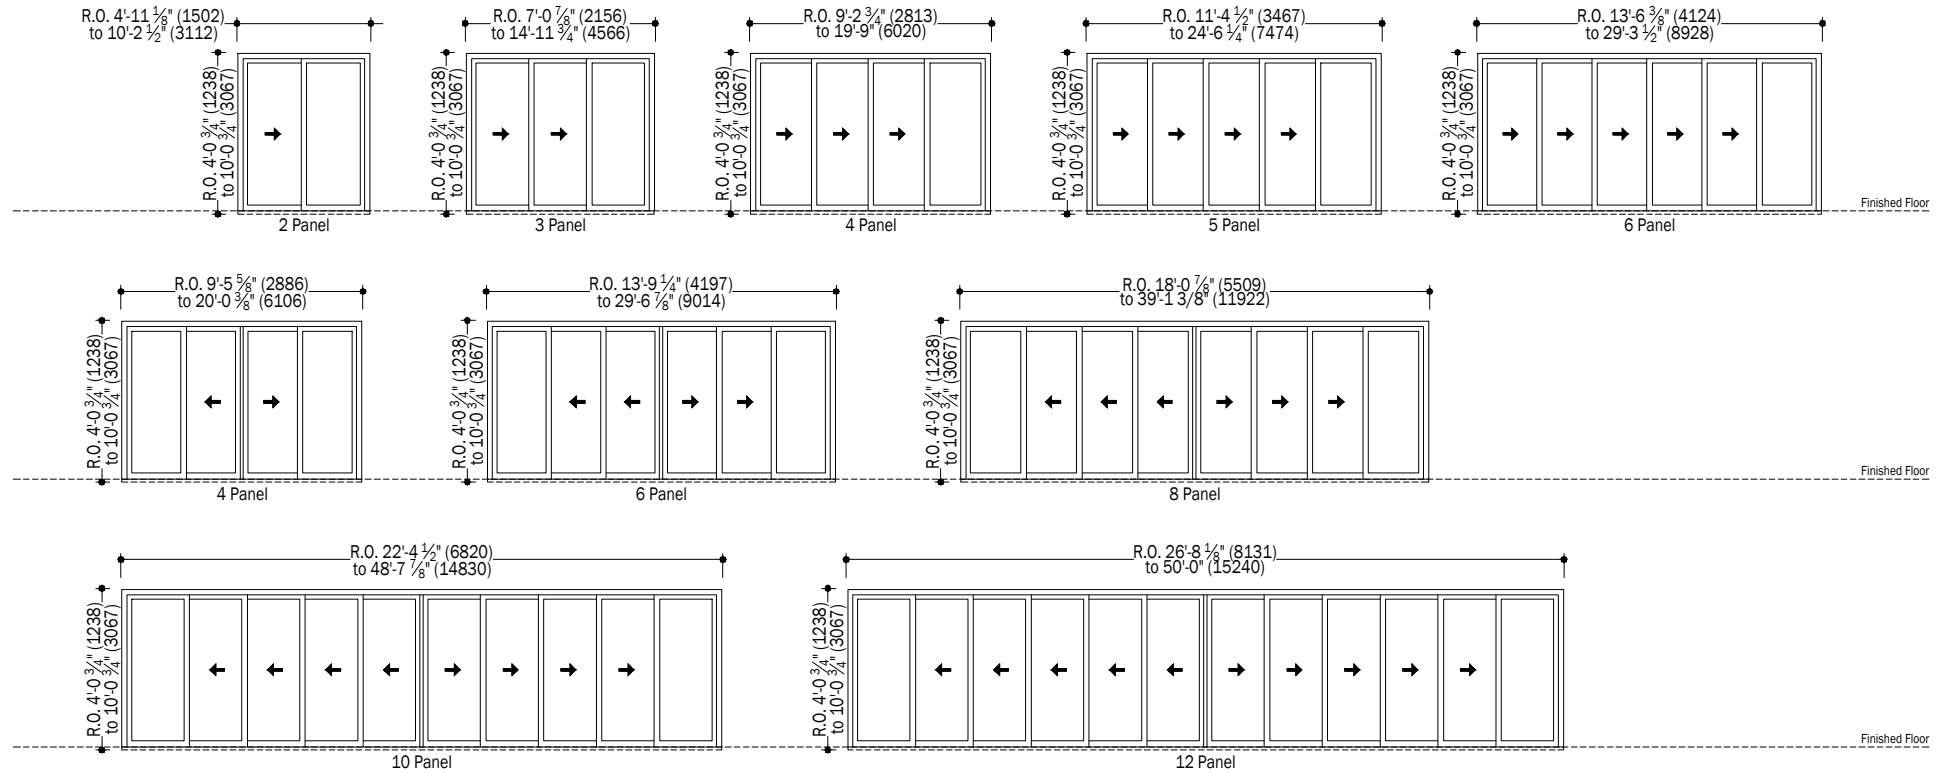 R.O. 4'-11 1/8" (1502)
to 10'-2 1/2" (3112)
R.O. 4'-0 3/4" (1238)
to 10'-0 3/4" (3067)
2 Panel
R.O. 7'-0 7/8" (2156)
to 14'-11 3/4" (4566)
R.O. 4'-0 3/4" (1238)
to 10'-0 3/4" (3067)
3 Panel
R.O. 9'-2 3/4" (2813)
to 19'-9" (6020)
R.O. 4'-0 3/4" (1238)
to 10'-0 3/4" (3067)
4 Panel
R.O. 11'-4 1/2" (3467)
to 24'-6 1/4" (7474)
R.O. 4'-0 3/4" (1238)
to 10'-0 3/4" (3067)
5 Panel
R.O. 13'-6 3/8" (4124)
to 29'-3 1/2" (8928)
R.O. 4'-0 3/4" (1238)
to 10'-0 3/4" (3067)
6 Panel
Finished Floor
R.O. 9'-5 5/8" (2886)
to 20'-0 3/8" (6106)
R.O. 4'-0 3/4" (1238)
to 10'-0 3/4" (3067)
4 Panel
R.O. 13'-9 1/4" (4197)
to 29'-6 7/8" (9014)
R.O. 4'-0 3/4" (1238)
to 10'-0 3/4" (3067)
6 Panel
R.O. 18'-0 7/8" (5509)
to 39'-1 3/8" (11922)
R.O. 4'-0 3/4" (1238)
to 10'-0 3/4" (3067)
8 Panel
Finished Floor
R.O. 22'-4 1/2" (6820)
to 48'-7 7/8" (14830)
R.O. 4'-0 3/4" (1238)
to 10'-0 3/4" (3067)
10 Panel
R.O. 26'-8 1/8" (8131)
to 50'-0" (15240)
R.O. 4'-0 3/4" (1238)
to 10'-0 3/4" (3067)
12 Panel
Finished Floor